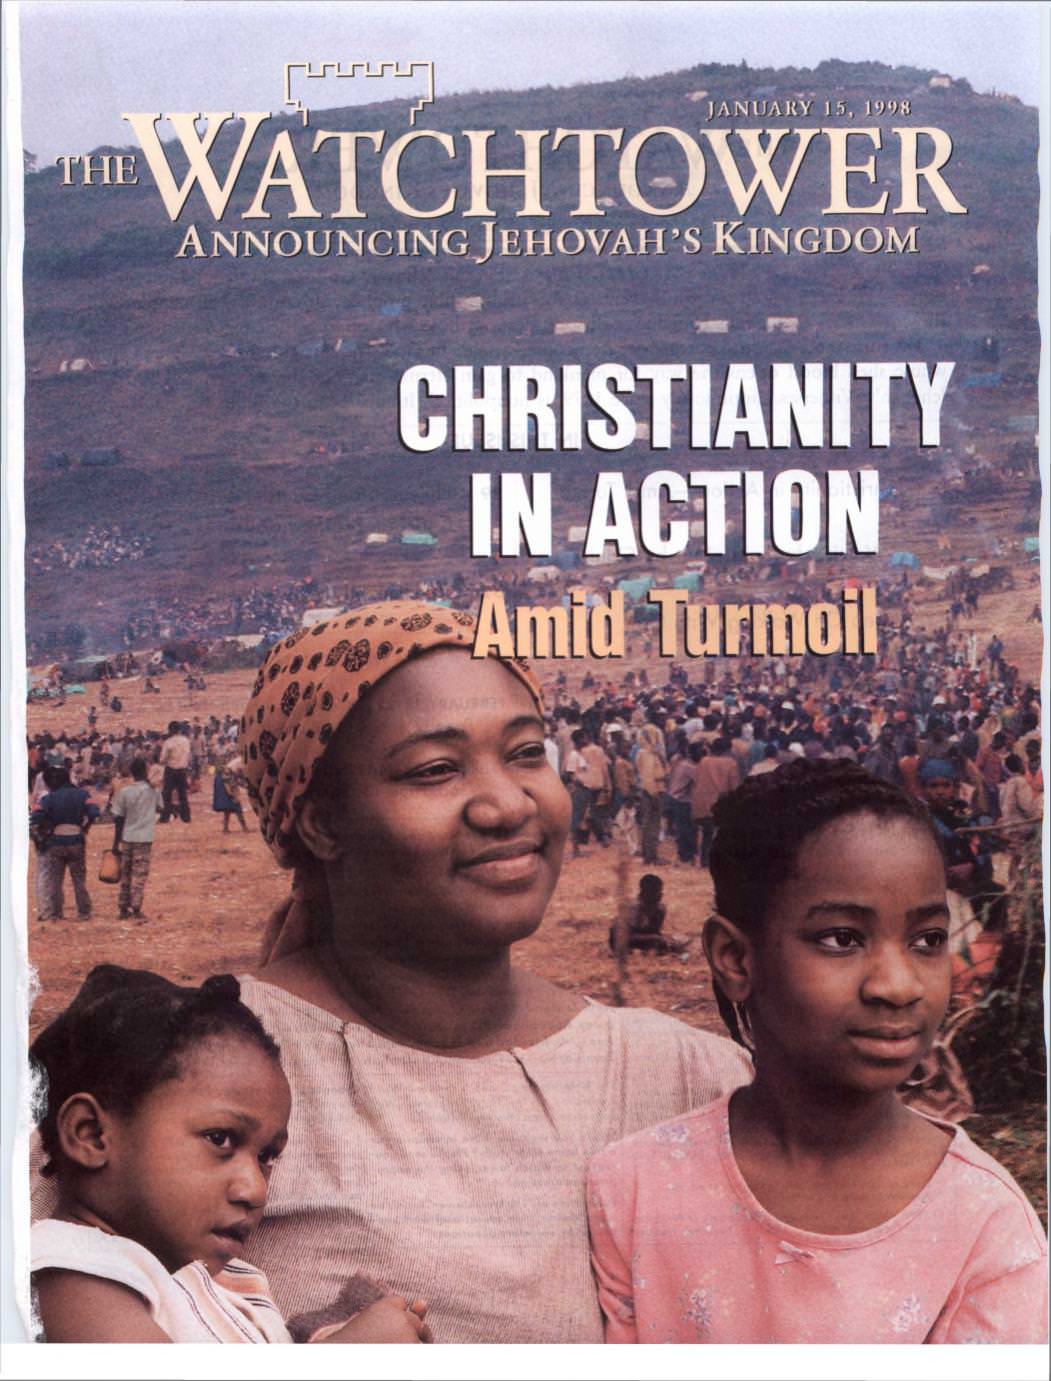 JANUARY 15, 1998
THE WATCHTOWER
ANNOUNCING JEHOVAH'S KINGDOM
CHRISTIANITY
IN ACTION
Amid Turmoil